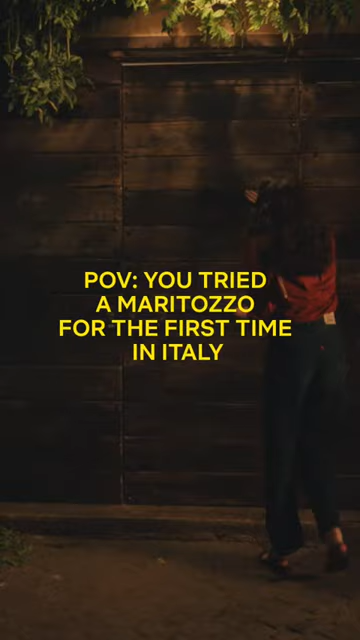 POV: YOU TRIED
A MARITOZZO
FOR THE FIRST TIME
IN ITALY